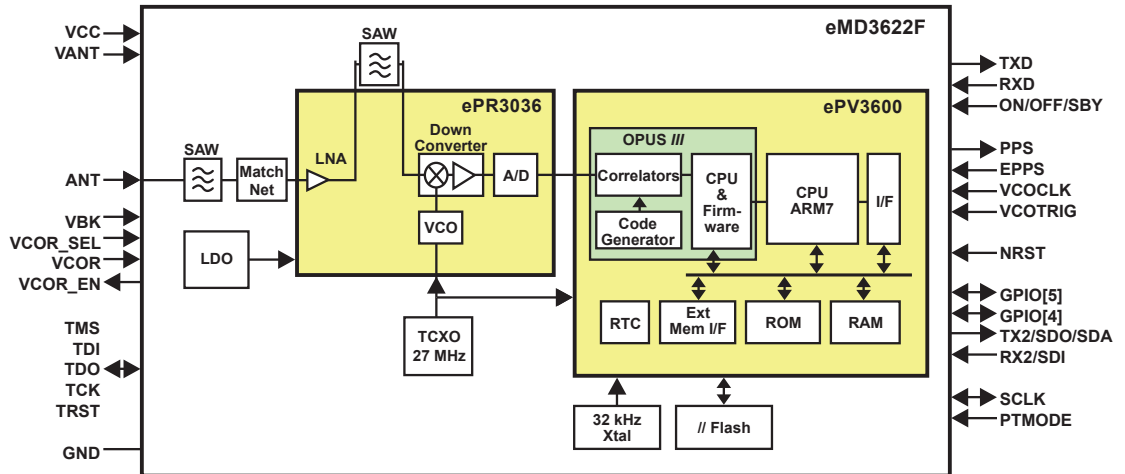 eMD3622F
VCC
VANT
ANT
VBK
VCOR_SEL
VCOR
VCOR_EN
TMS
TDI
TDO
TCK
TRST
GND
SAW
Match
Net
LDO
SAW
ePR3036
LNA
Down
Converter
A/D
VCO
TCXO
27 MHz
ePV3600
OPUS III
Correlators
Code
Generator
CPU
&
Firm-
ware
CPU
ARM7
I/F
RTC
Ext
Mem I/F
ROM
RAM
32 kHz
Xtal
// Flash
TXD
RXD
ON/OFF/SBY
PPS
EPPS
VCOCLK
VCOTRIG
NRST
GPIO[5]
GPIO[4]
TX2/SDO/SDA
RX2/SDI
SCLK
PTMODE